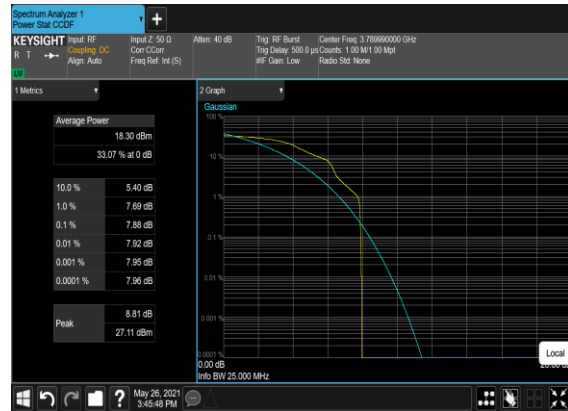 Spectrum Analyzer 1
Power Stat CCDF
KEYSIGHT
R T
LV
Input: RF
Coupling: DC
Align: Auto
Input Z: 50 Ω
Corr CCorr
Freq Ref: Int (S)
Atten: 40 dB
Trig: RF Burst
Trig Delay: 500.0 µs
#IF Gain: Low
Center Freq: 3.789990000 GHz
Counts: 1.00 M/1.00 Mpt
Radio Std: None
1 Metrics
Average Power
18.30 dBm
33.07 % at 0 dB
10.0 % 5.40 dB
1.0 % 7.69 dB
0.1 % 7.88 dB
0.01 % 7.92 dB
0.001 % 7.95 dB
0.0001 % 7.96 dB
Peak
8.81 dB
27.11 dBm
2 Graph
Gaussian
100 %
10 %
1 %
0.1 %
0.01 %
0.001 %
0.0001 %
0.00 dB
Info BW 25.000 MHz
Local
May 26, 2021
3:45:48 PM